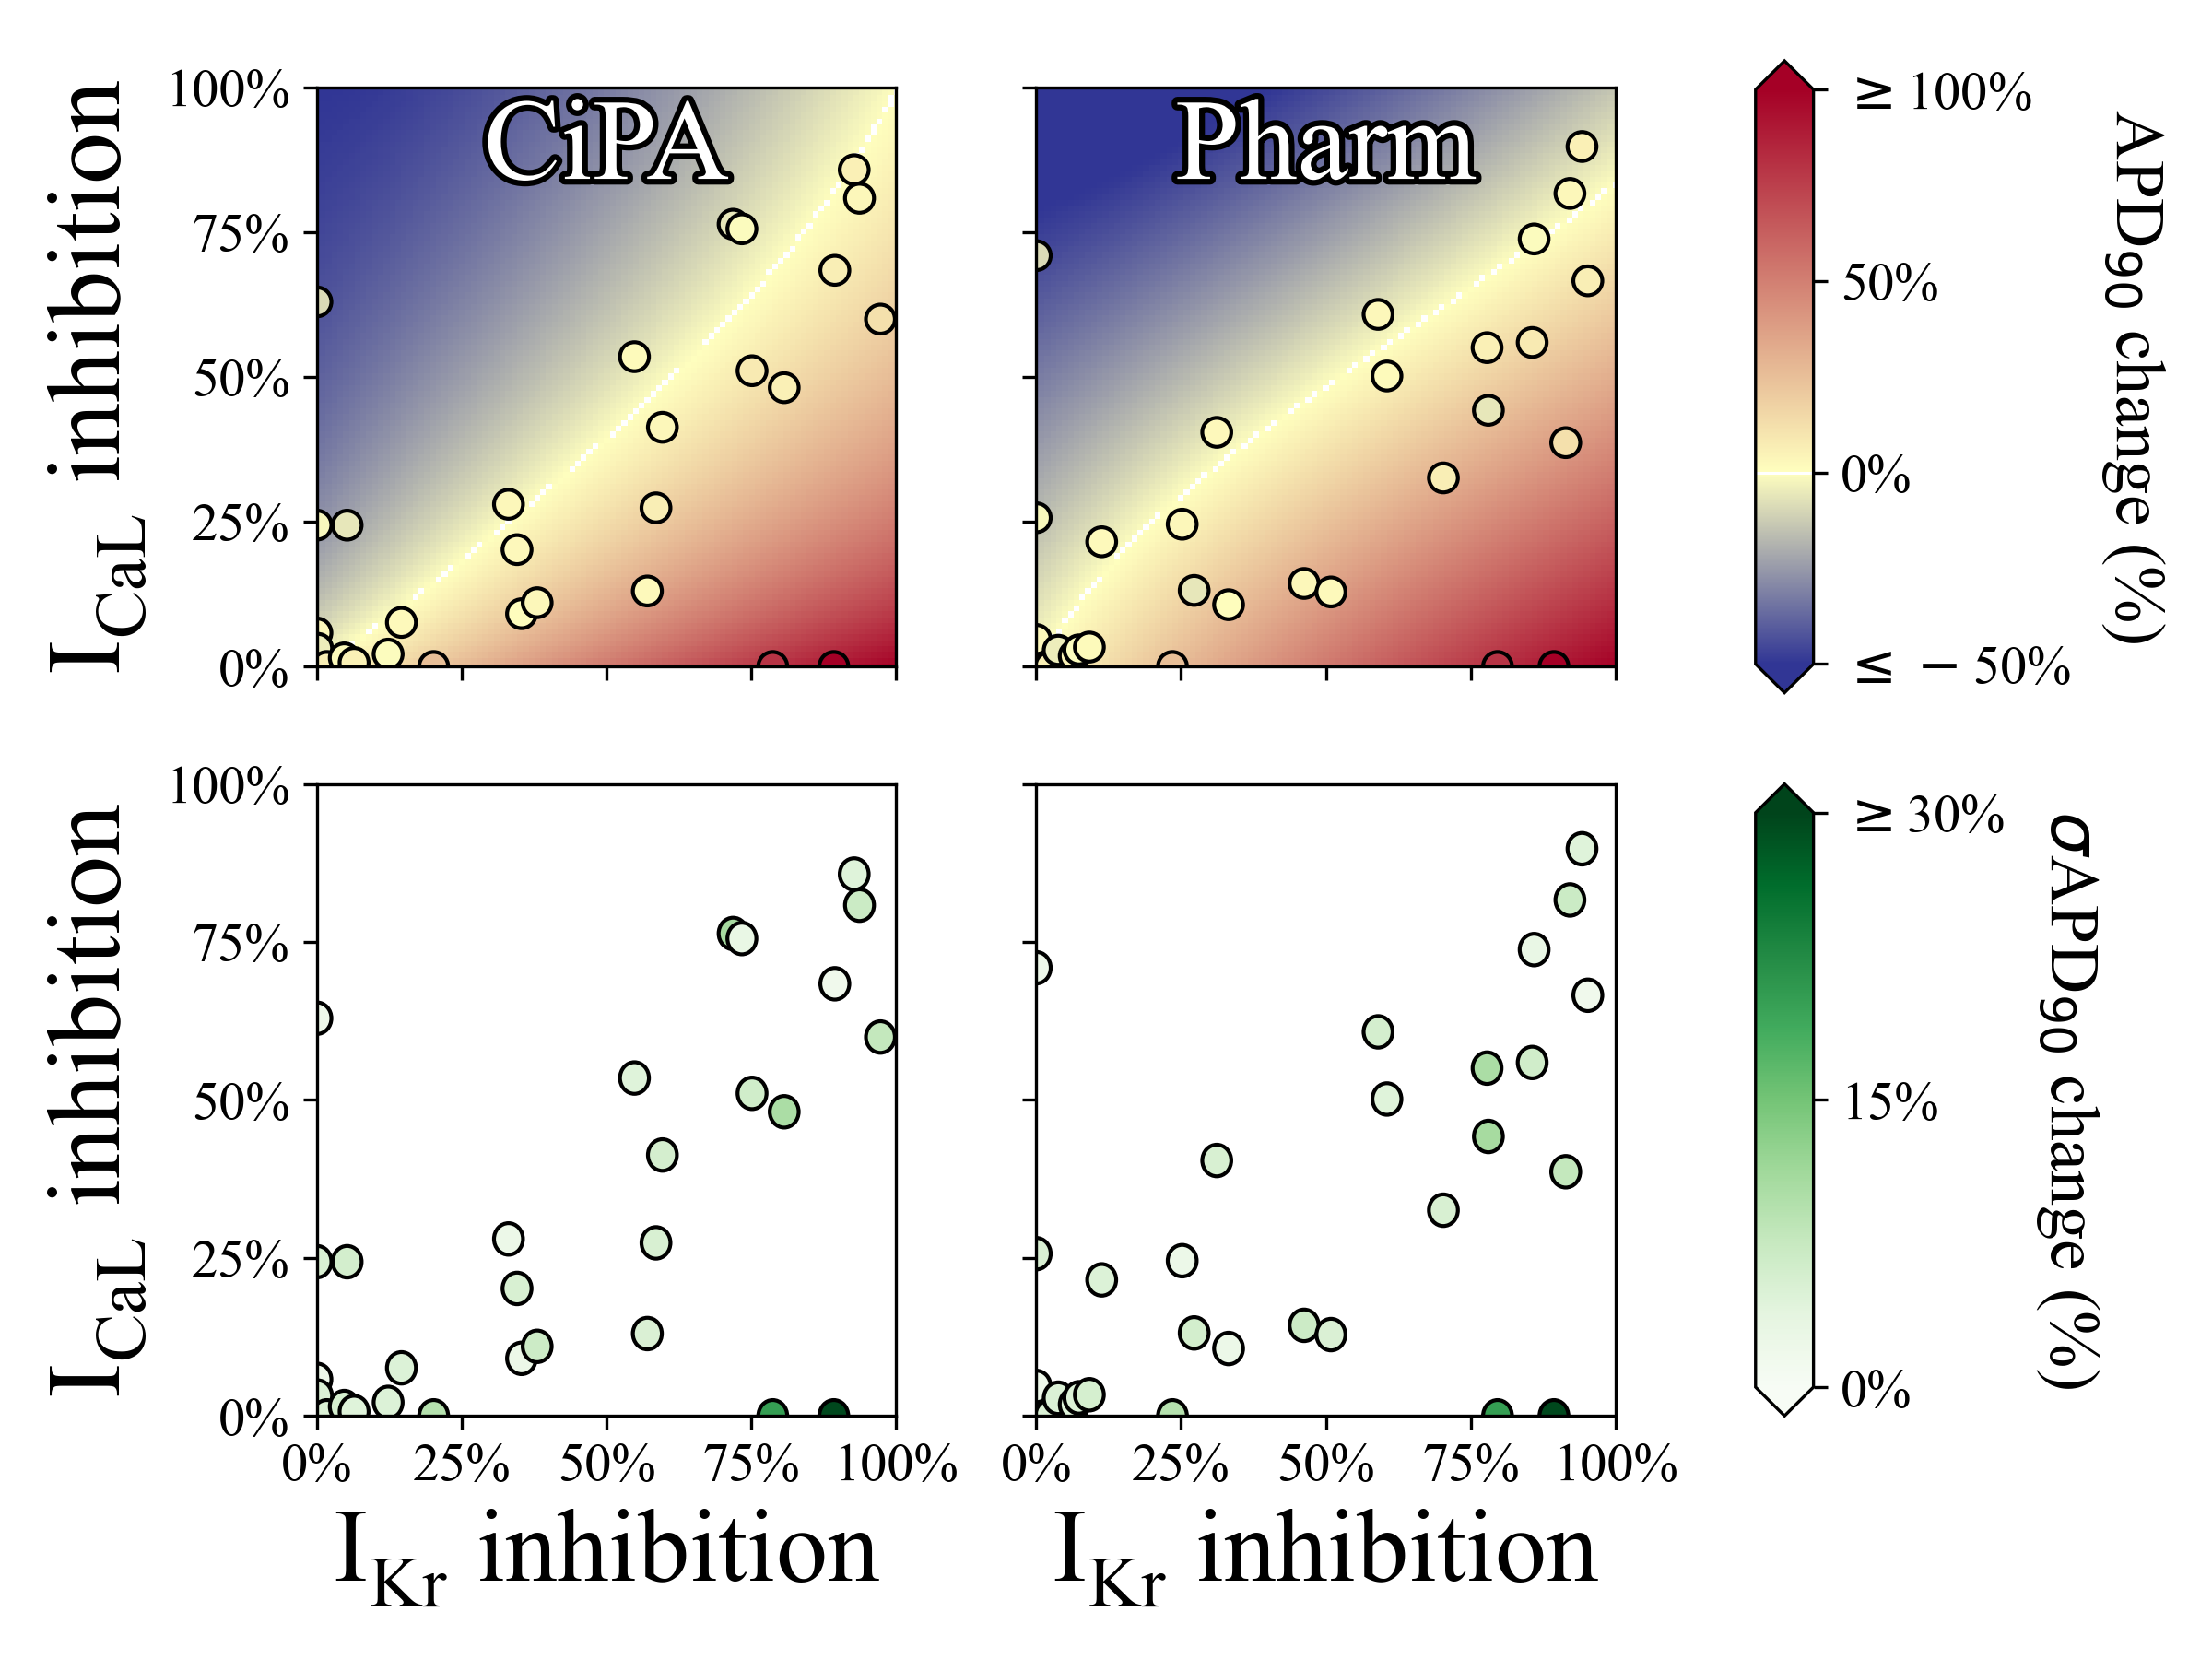 CiPA
Pharm
I_CaL inhibition
100%
75%
50%
25%
0%
≥ 100%
50%
0%
≤ − 50%
APD90 change (%)
I_CaL inhibition
100%
75%
50%
25%
0%
0% 25% 50% 75% 100%
0% 25% 50% 75% 100%
I_Kr inhibition
I_Kr inhibition
≥ 30%
15%
0%
σAPD90 change (%)